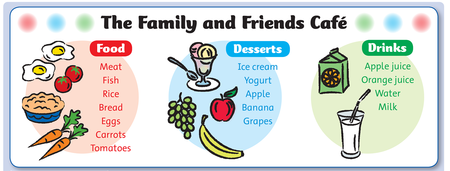 The Family and Friends Café
Food
Meat
Fish
Rice
Bread
Eggs
Carrots
Tomatoes
Desserts
Ice cream
Yogurt
Apple
Banana
Grapes
Drinks
Apple juice
Orange juice
Water
Milk